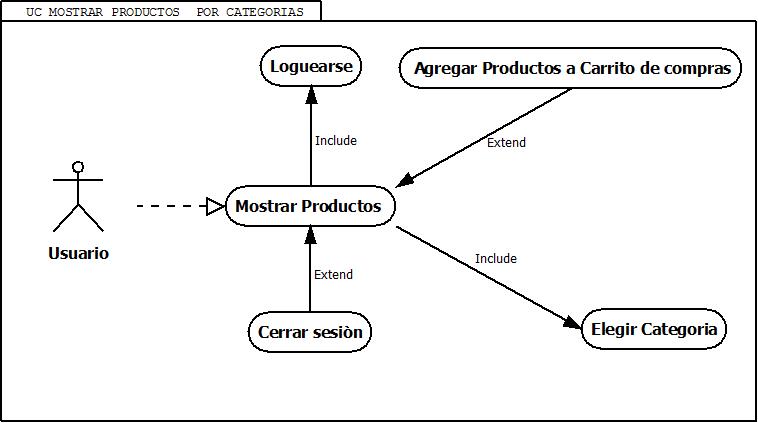 UC MOSTRAR PRODUCTOS POR CATEGORIAS
Loguearse
Agregar Productos a Carrito de compras
Include
Extend
Mostrar Productos
Usuario
Include
Extend
Cerrar sesiòn
Elegir Categoria